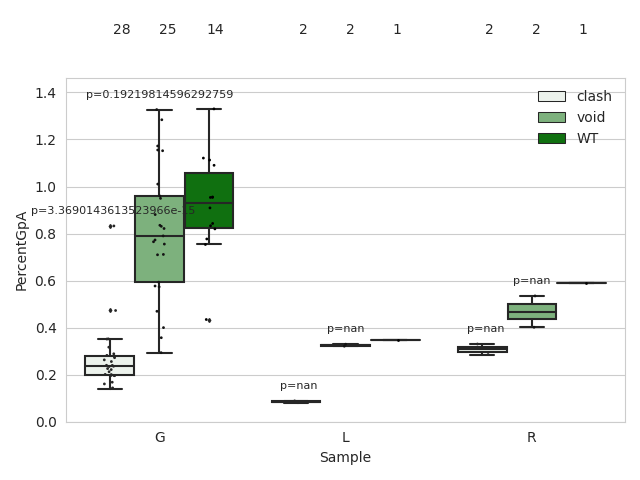 28 25 14 2 2 1 2 2 1
1.4
1.2
1.0
0.8
0.6
0.4
0.2
0.0
PercentGpA
p=0.19219814596292759
p=3.3690143613523966e-15
p=nan
p=nan
p=nan
p=nan
clash
void
WT
G L R
Sample